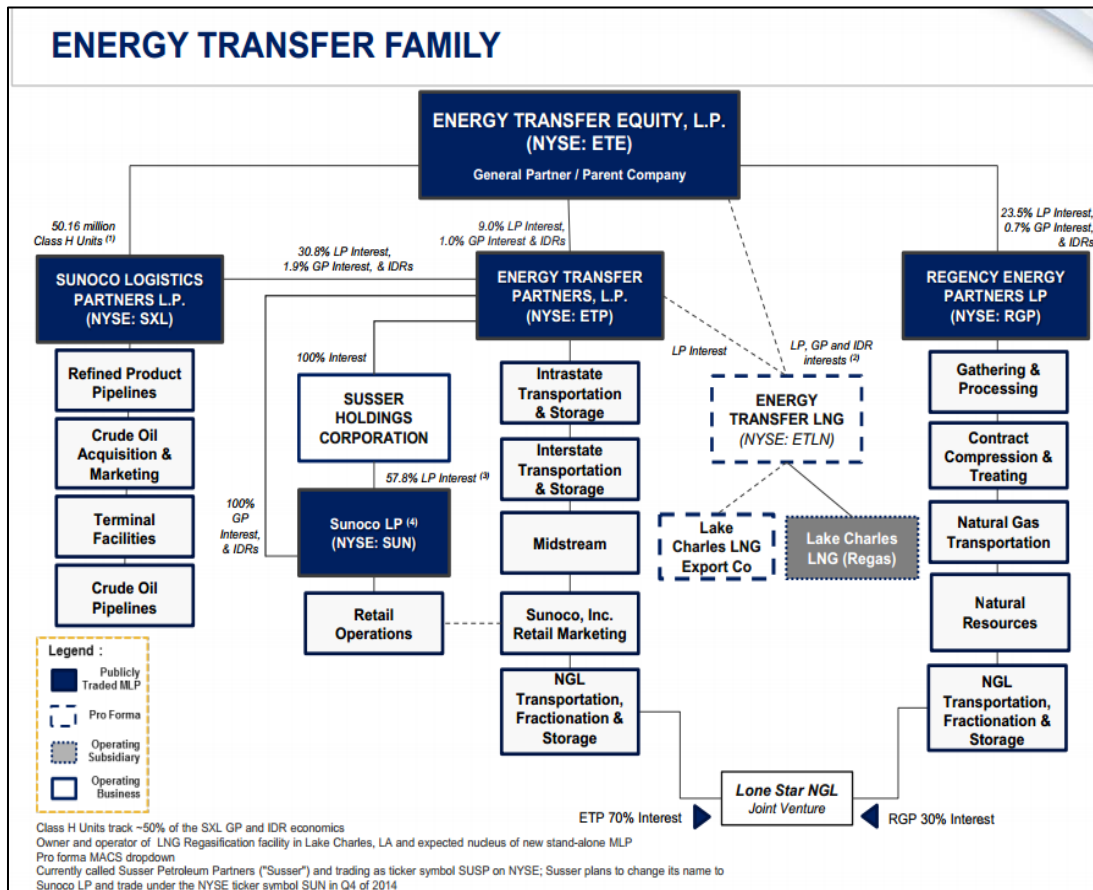 ENERGY TRANSFER FAMILY
ENERGY TRANSFER EQUITY, L.P.
(NYSE: ETE)
General Partner / Parent Company
50.16 million
Class H Units (1)
30.8% LP Interest,
1.9% GP Interest, & IDRs
9.0% LP Interest,
1.0% GP Interest & IDRs
23.5% LP Interest,
0.7% GP Interest,
& IDRs
SUNOCO LOGISTICS
PARTNERS L.P.
(NYSE: SXL)
Refined Product
Pipelines
Crude Oil
Acquisition &
Marketing
Terminal
Facilities
Crude Oil
Pipelines
100% Interest
SUSSER
HOLDINGS
CORPORATION
57.8% LP Interest (3)
100%
GP
Interest,
& IDRs
Sunoco LP (4)
(NYSE: SUN)
Retail
Operations
ENERGY TRANSFER
PARTNERS, L.P.
(NYSE: ETP)
Intrastate
Transportation
& Storage
Interstate
Transportation
& Storage
Midstream
Sunoco, Inc.
Retail Marketing
NGL
Transportation,
Fractionation &
Storage
LP Interest
LP, GP and IDR
interests (2)
ENERGY
TRANSFER LNG
(NYSE: ETLN)
Lake
Charles LNG
Export Co
Lake Charles
LNG (Regas)
REGENCY ENERGY
PARTNERS LP
(NYSE: RGP)
Gathering &
Processing
Contract
Compression &
Treating
Natural Gas
Transportation
Natural
Resources
NGL
Transportation,
Fractionation &
Storage
Lone Star NGL
Joint Venture
ETP 70% Interest
RGP 30% Interest
Legend :
Publicly
Traded MLP
Pro Forma
Operating
Subsidiary
Operating
Business
Class H Units track ~50% of the SXL GP and IDR economics
Owner and operator of LNG Regasification facility in Lake Charles, LA and expected nucleus of new stand-alone MLP
Pro forma MACS dropdown
Currently called Susser Petroleum Partners ("Susser") and trading as ticker symbol SUSP on NYSE; Susser plans to change its name to
Sunoco LP and trade under the NYSE ticker symbol SUN in Q4 of 2014